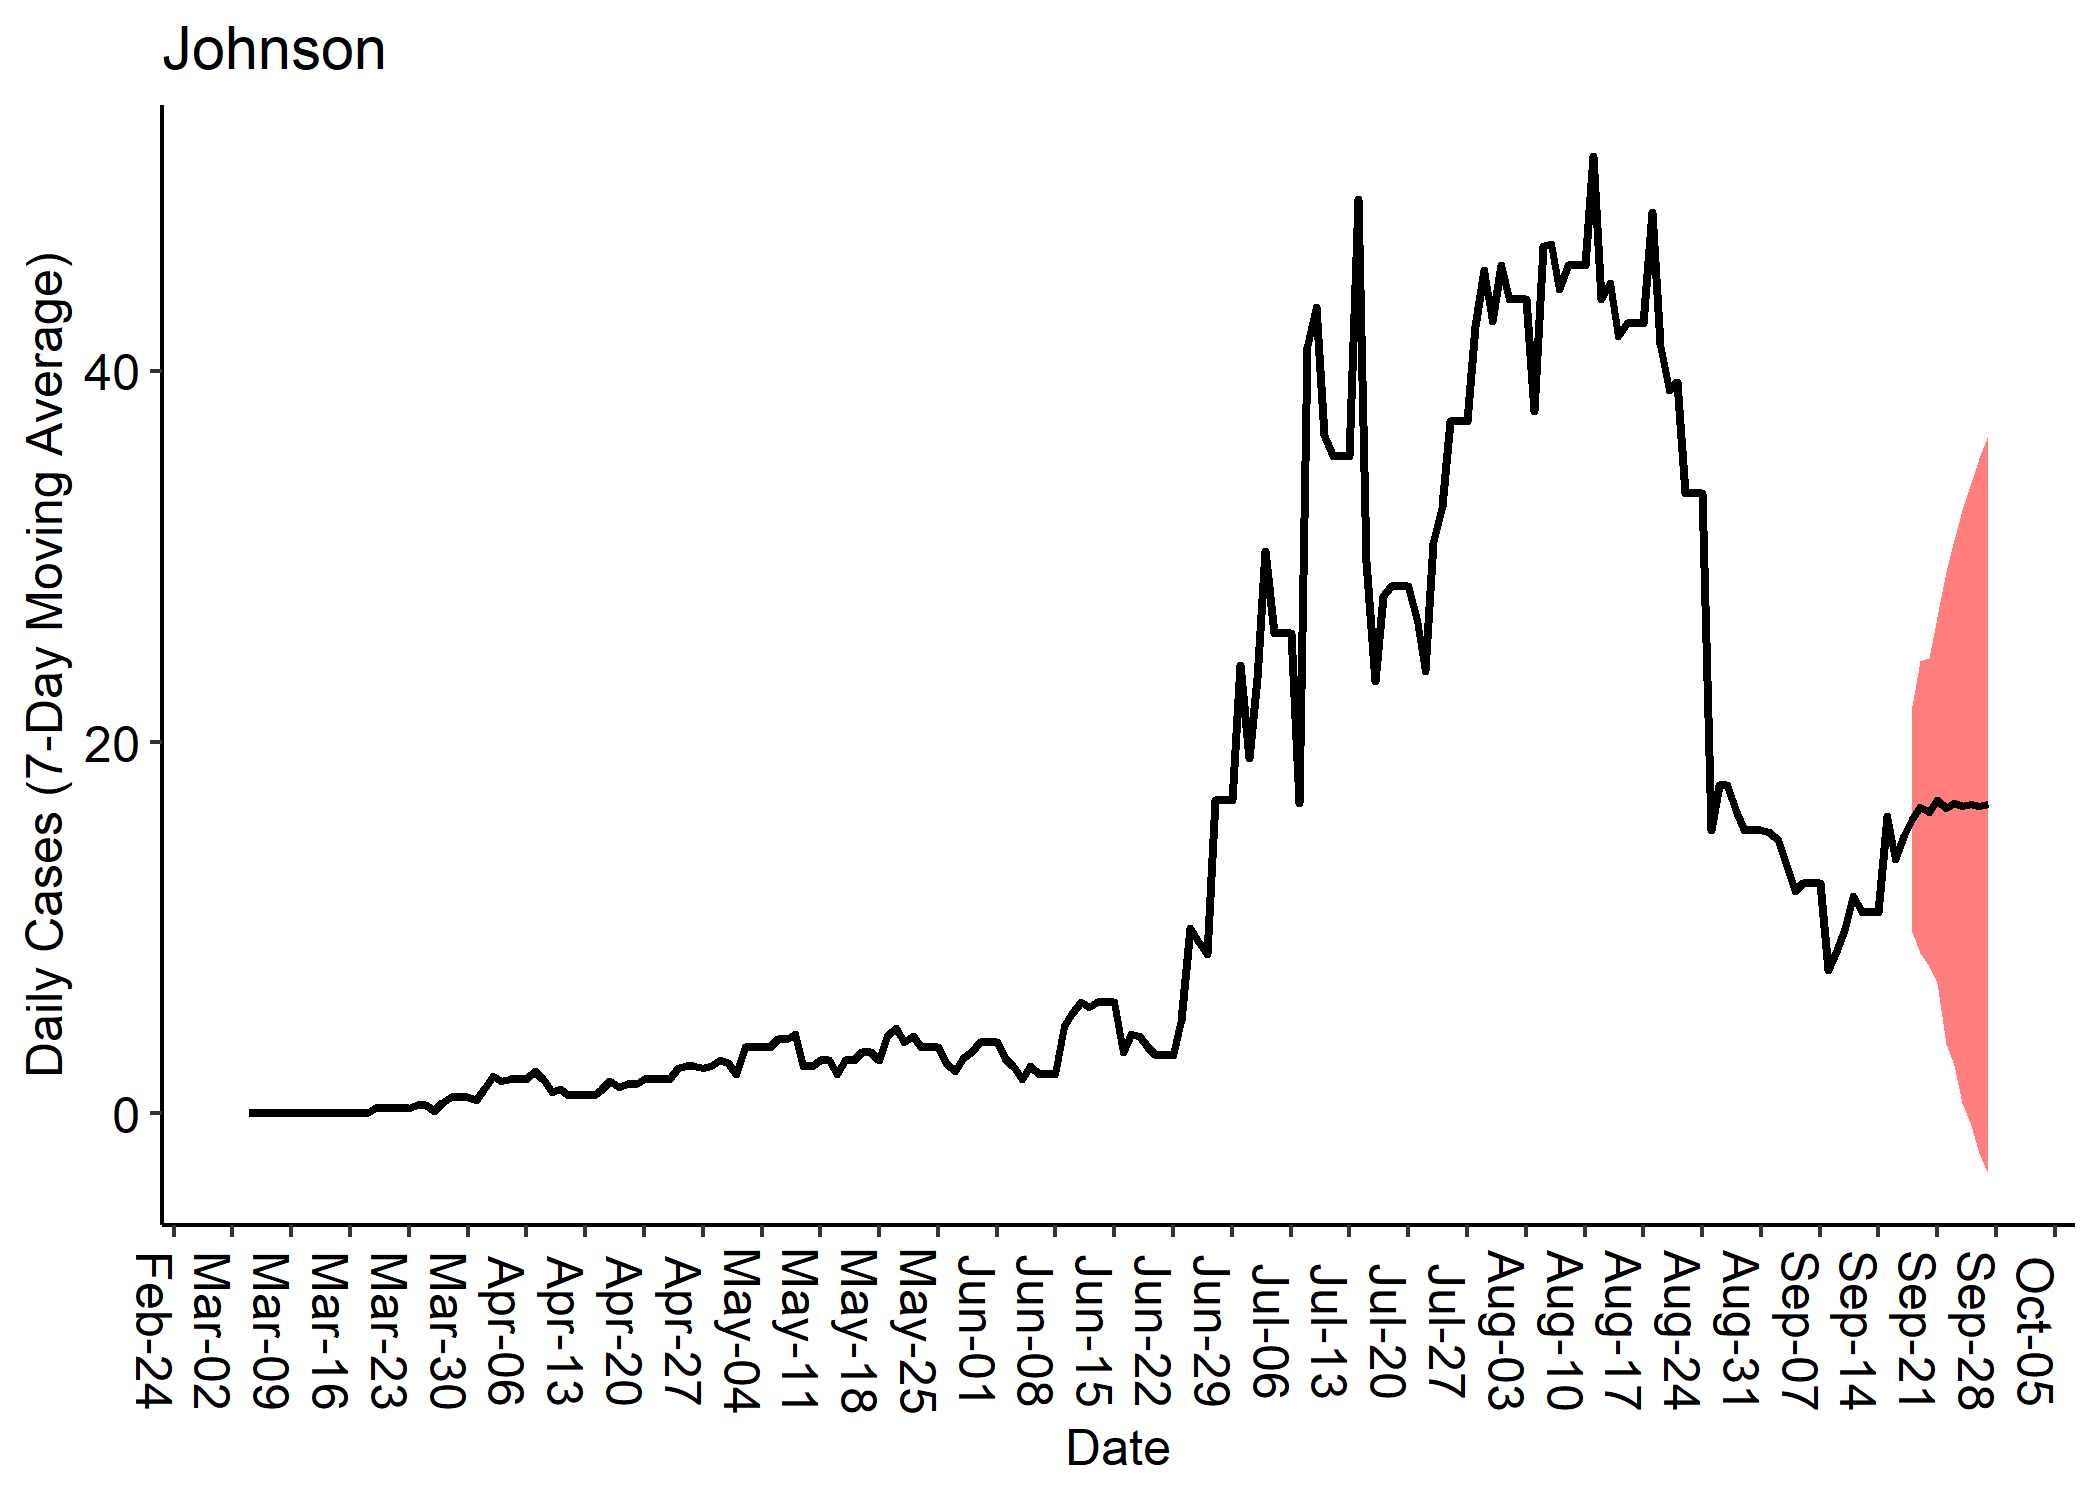 Johnson
Daily Cases (7-Day Moving Average)
40
20
0
Feb-24
Mar-02
Mar-09
Mar-16
Mar-23
Mar-30
Apr-06
Apr-13
Apr-20
Apr-27
May-04
May-11
May-18
May-25
Jun-01
Jun-08
Jun-15
Jun-22
Jun-29
Jul-06
Jul-13
Jul-20
Jul-27
Aug-03
Aug-10
Aug-17
Aug-24
Aug-31
Sep-07
Sep-14
Sep-21
Sep-28
Oct-05
Date